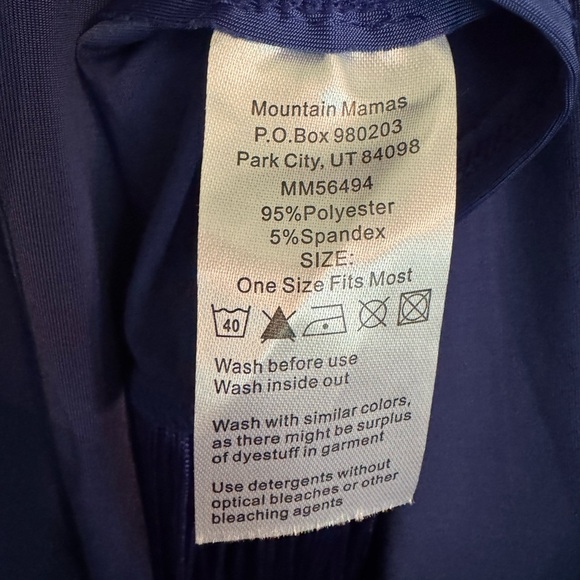 Mountain Mamas
P.O.Box 980203
Park City, UT 84098
MM56494
95%Polyester
5%Spandex
SIZE:
One Size Fits Most
40
Wash before use
Wash inside out
Wash with similar colors,
as there might be surplus
of dyestuff in garment
Use detergents without
optical bleaches or other
bleaching agents